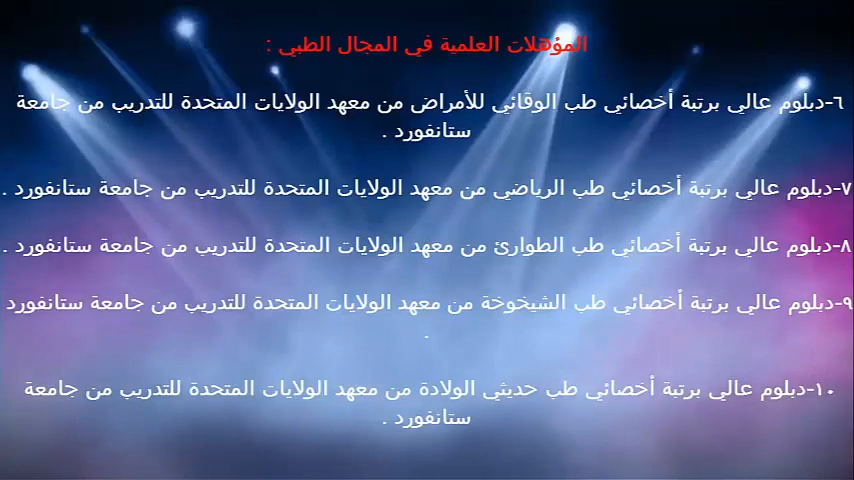 المؤهلات العلمية في المجال الطبي :
٦-دبلوم عالي برتبة أخصائي طب الوقائي للأمراض من معهد الولايات المتحدة للتدريب من جامعة
ستانفورد .
٧-دبلوم عالي برتبة أخصائي طب الرياضي من معهد الولايات المتحدة للتدريب من جامعة ستانفورد .
٨-دبلوم عالي برتبة أخصائي طب الطوارئ من معهد الولايات المتحدة للتدريب من جامعة ستانفورد .
٩-دبلوم عالي برتبة أخصائي طب الشيخوخة من معهد الولايات المتحدة للتدريب من جامعة ستانفورد
.
١٠-دبلوم عالي برتبة أخصائي طب حديثي الولادة من معهد الولايات المتحدة للتدريب من جامعة
ستانفورد .